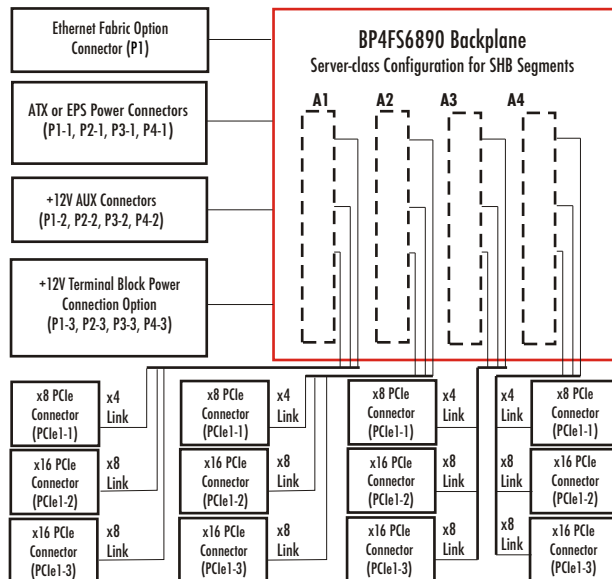 Ethernet Fabric Option
Connector (P1)
ATX or EPS Power Connectors
(P1-1, P2-1, P3-1, P4-1)
+12V AUX Connectors
(P1-2, P2-2, P3-2, P4-2)
+12V Terminal Block Power
Connection Option
(P1-3, P2-3, P3-3, P4-3)
BP4FS6890 Backplane
Server-class Configuration for SHB Segments
A1
A2
A3
A4
x8 PCIe
Connector
(PCIe1-1)
x4
Link
x16 PCIe
Connector
(PCIe1-2)
x8
Link
x16 PCIe
Connector
(PCIe1-3)
x8
Link
x8 PCIe
Connector
(PCIe1-1)
x4
Link
x16 PCIe
Connector
(PCIe1-2)
x8
Link
x16 PCIe
Connector
(PCIe1-3)
x8
Link
x8 PCIe
Connector
(PCIe1-1)
x4
Link
x16 PCIe
Connector
(PCIe1-2)
x8
Link
x16 PCIe
Connector
(PCIe1-3)
x8
Link
x4
Link
x8 PCIe
Connector
(PCIe1-1)
x8
Link
x16 PCIe
Connector
(PCIe1-2)
x8
Link
x16 PCIe
Connector
(PCIe1-3)